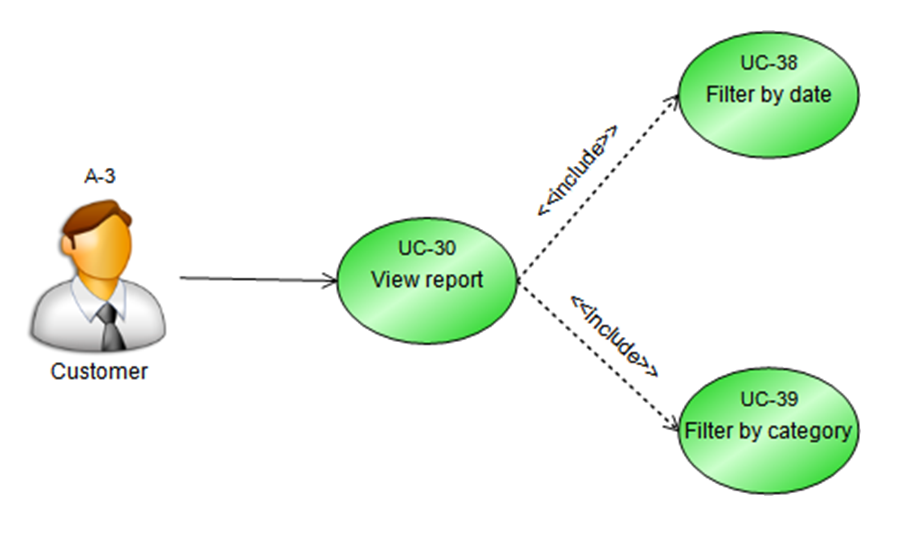 A-3
Customer
UC-30
View report
<<include>>
<<include>>
UC-38
Filter by date
UC-39
Filter by category